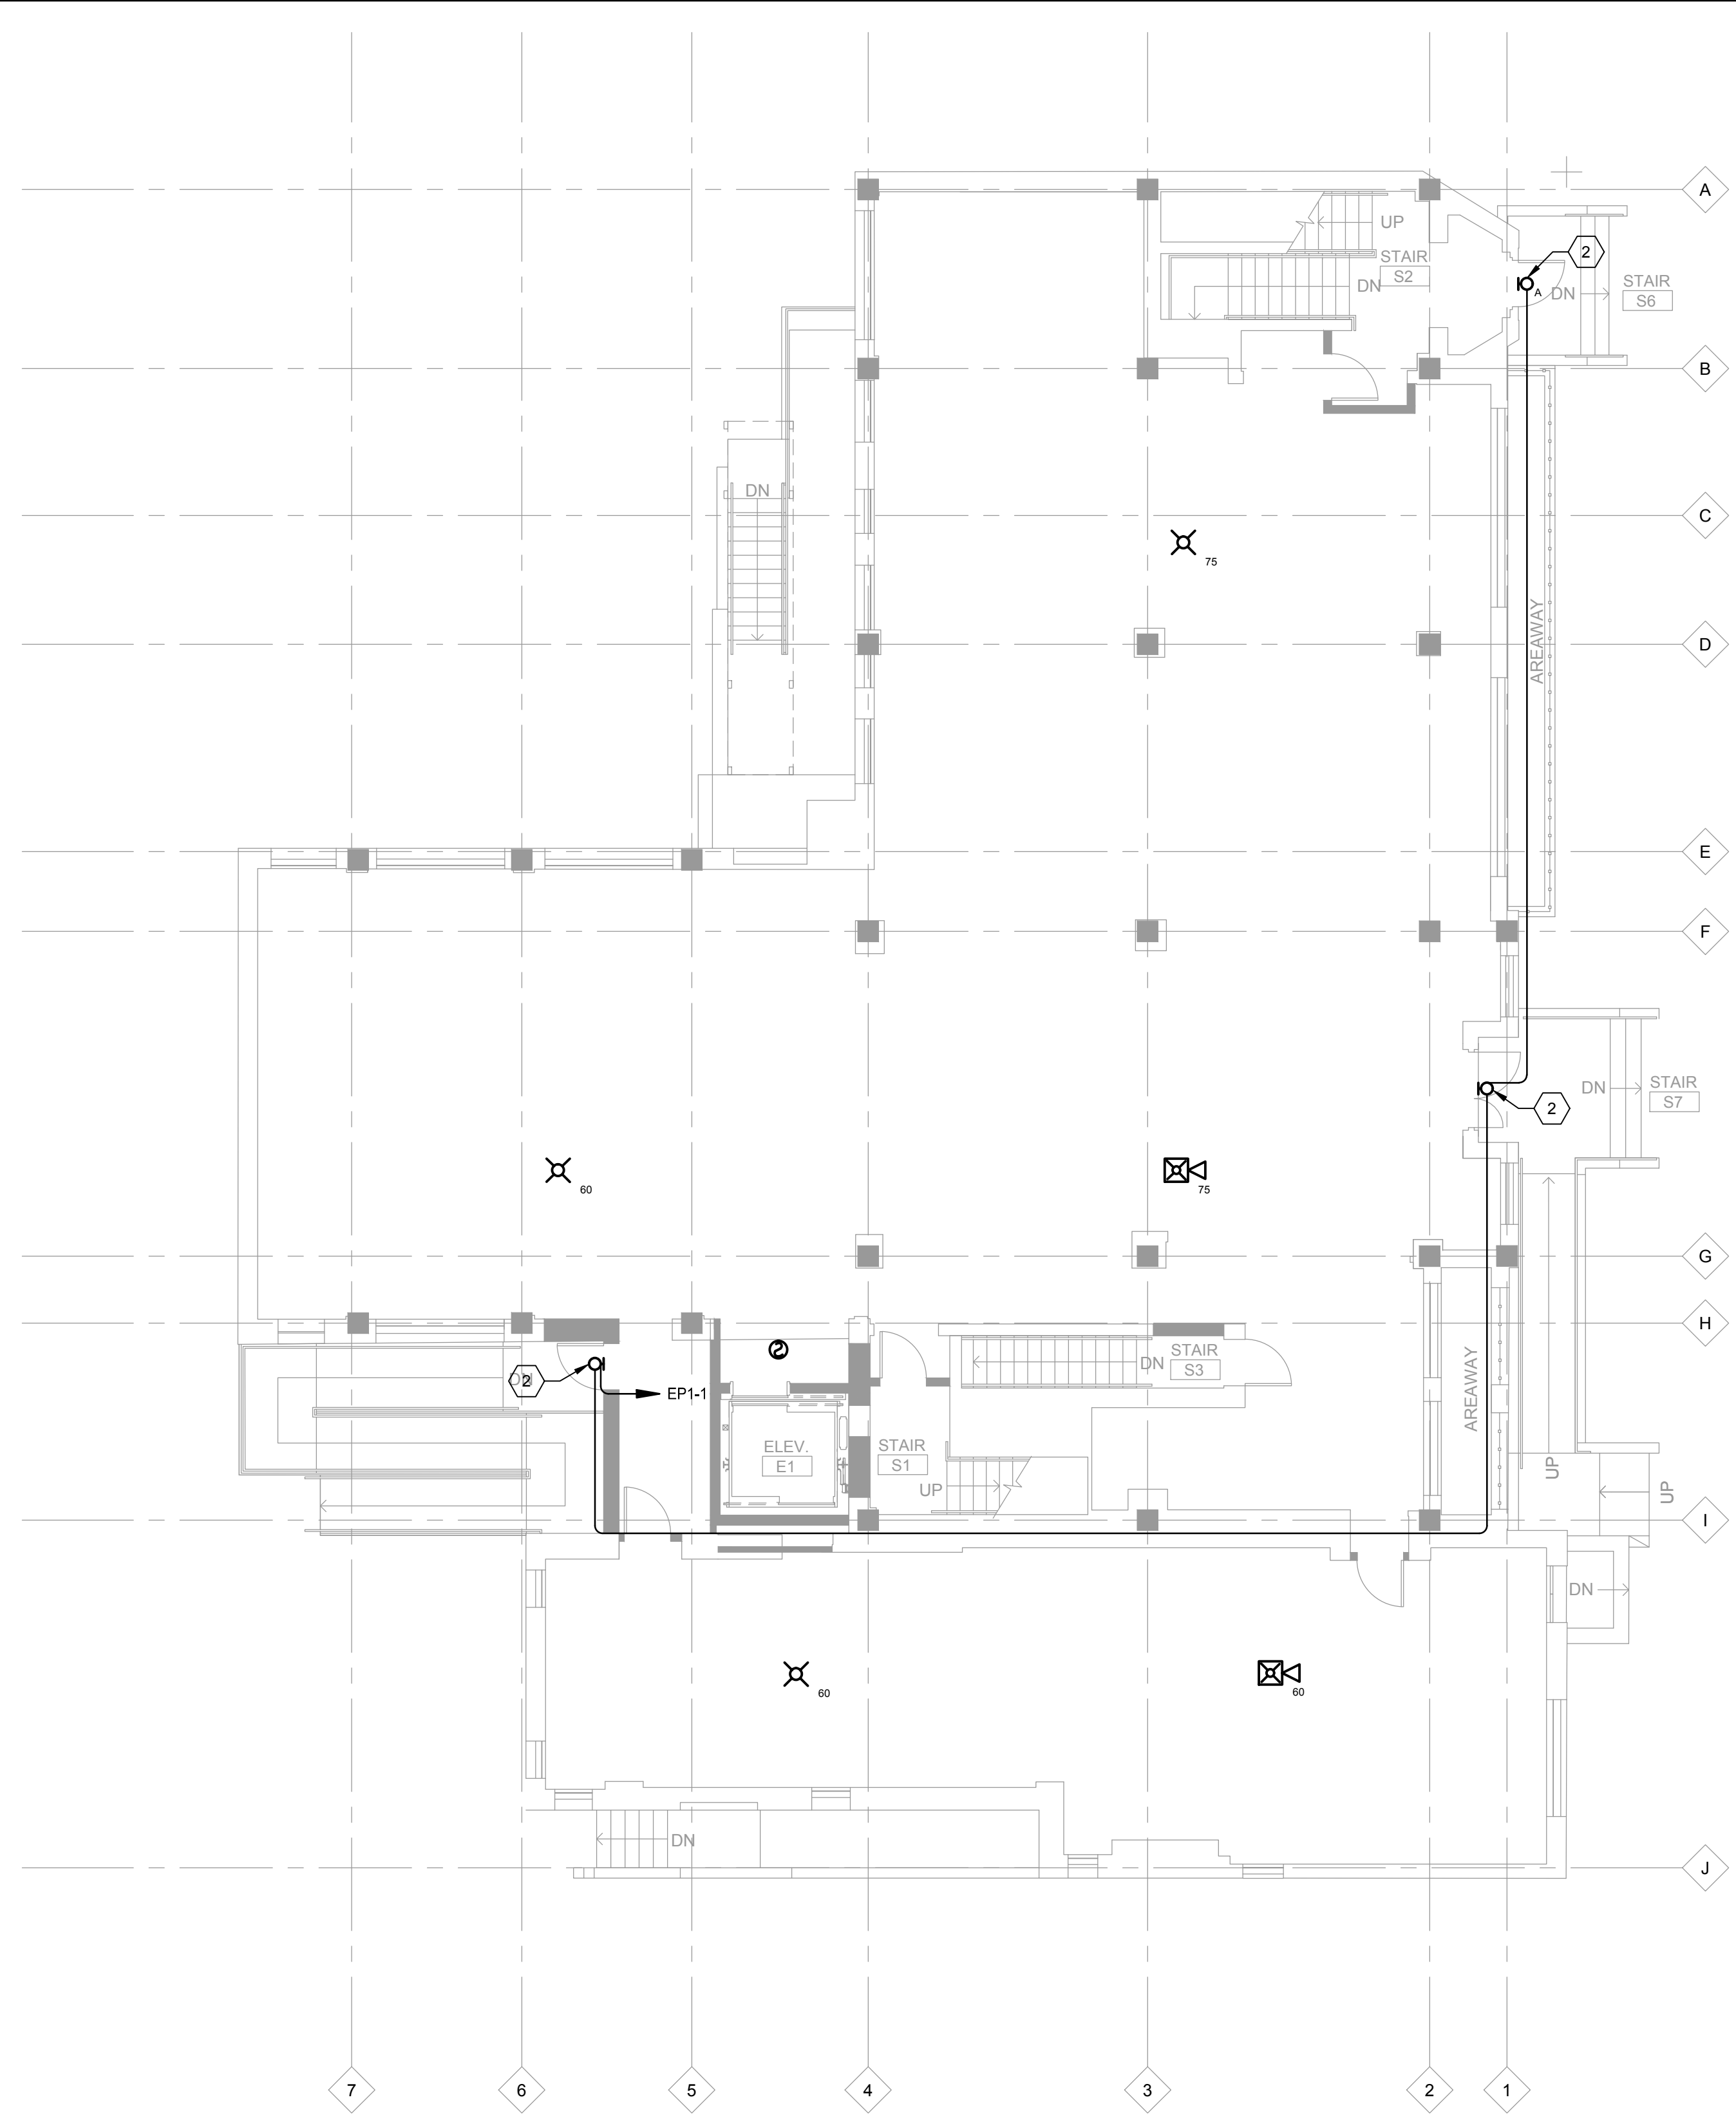 A
UP
STAIR
S2
2
DN
A
DN
STAIR
S6
B
DN
C
75
AREAWAY
D
E
F
DN
STAIR
S7
2
60
75
G
H
2
DN
EP1-1
DN
STAIR
S3
2
ELEV.
E1
STAIR
S1
UP
AREAWAY
UP
UP
I
DN
60
60
DN
J
7
6
5
4
3
2
1